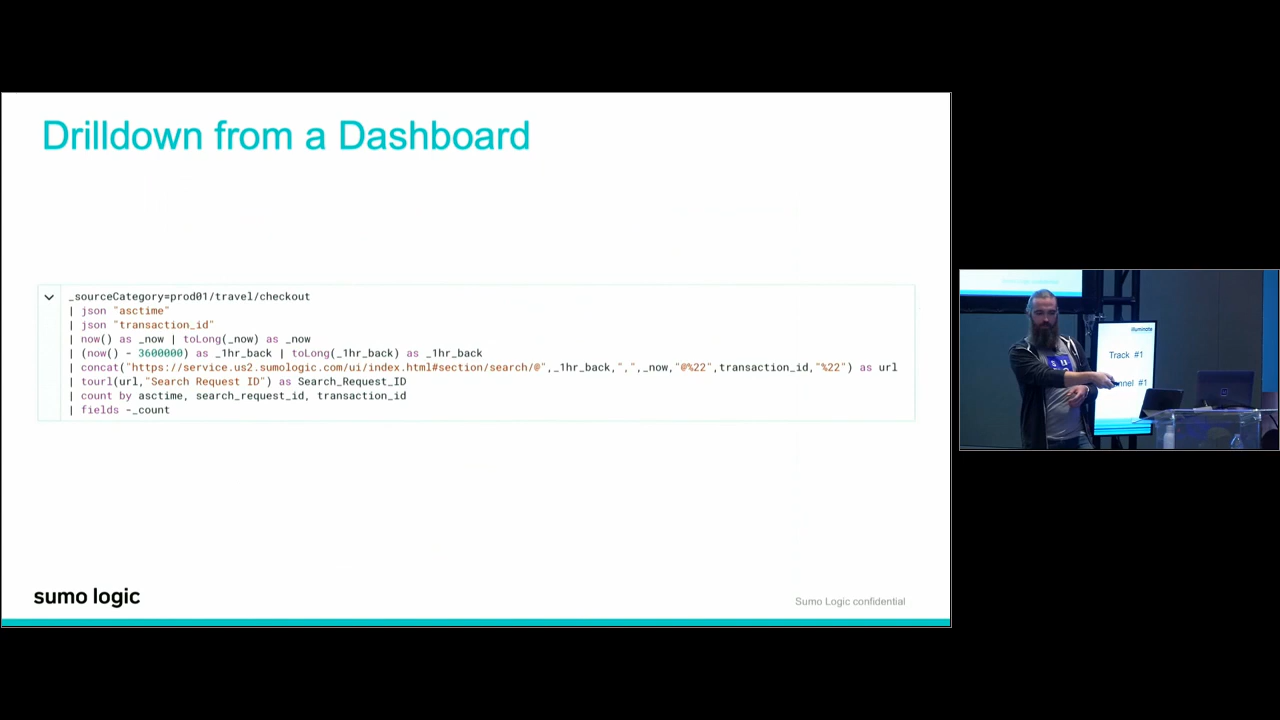 Drilldown from a Dashboard
_sourceCategory=prod01/travel/checkout
| json "asctime"
| json "transaction_id"
| now() as _now | toLong(_now) as _now
| (now() - 3600000) as _1hr_back | toLong(_1hr_back) as _1hr_back
| concat("https://service.us2.sumologic.com/ui/index.html#section/search/@",_1hr_back,",",_now,"@%22",transaction_id,"%22") as url
| tourl(url,"Search Request ID") as Search_Request_ID
| count by asctime, search_request_id, transaction_id
| fields -_count
sumo logic
Sumo Logic confidential
illuminate
Track #1
#1